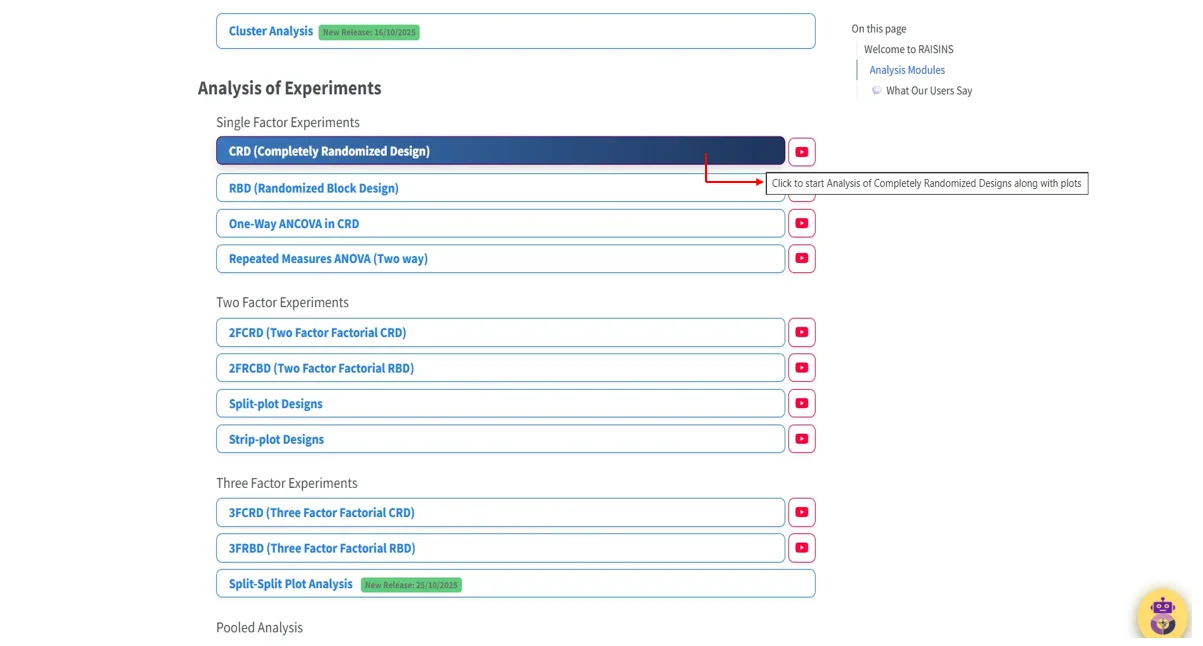 Cluster Analysis New Release: 16/10/2025
On this page
Welcome to RAISINS
Analysis Modules
What Our Users Say
Analysis of Experiments
Single Factor Experiments
CRD (Completely Randomized Design)
Click to start Analysis of Completely Randomized Designs along with plots
RBD (Randomized Block Design)
One-Way ANCOVA in CRD
Repeated Measures ANOVA (Two way)
Two Factor Experiments
2FCRD (Two Factor Factorial CRD)
2FRCBD (Two Factor Factorial RBD)
Split-plot Designs
Strip-plot Designs
Three Factor Experiments
3FCRD (Three Factor Factorial CRD)
3FRBD (Three Factor Factorial RBD)
Split-Split Plot Analysis New Release: 25/10/2025
Pooled Analysis